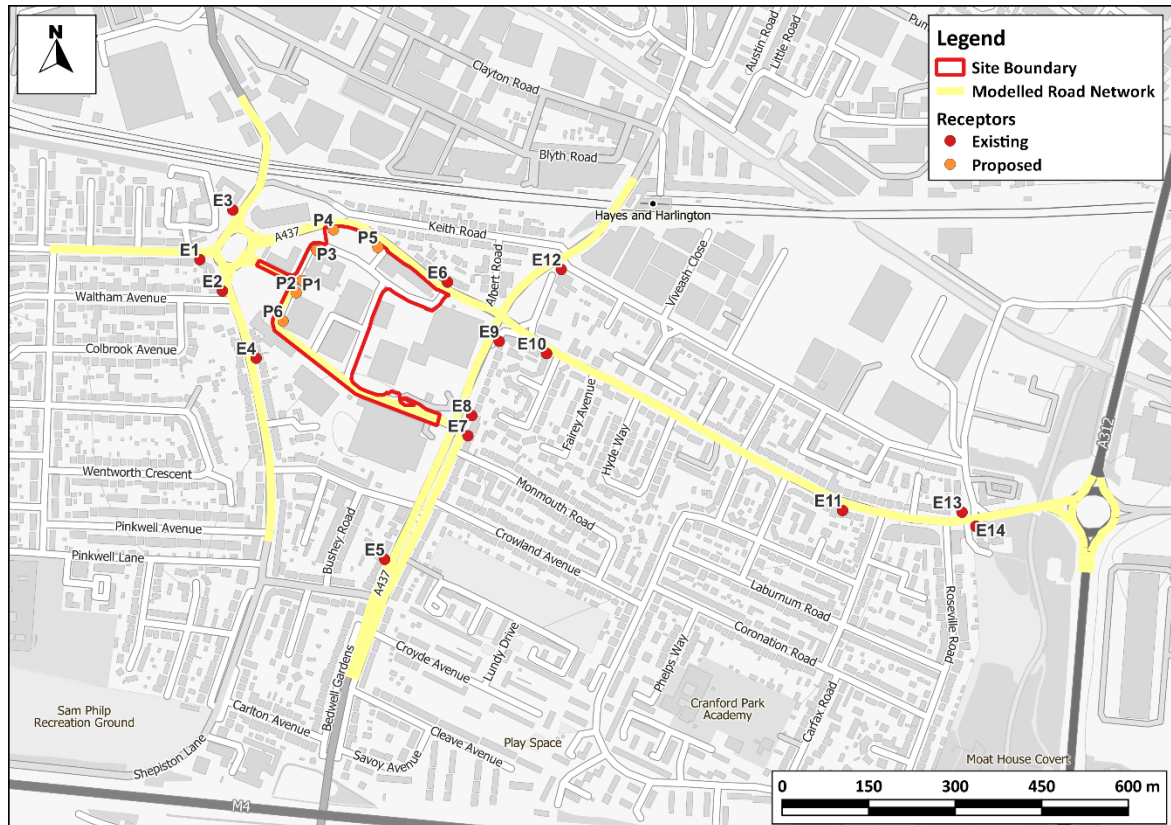 N
Legend
Site Boundary
Modelled Road Network
Receptors
Existing
Proposed
Austin Road
Little Road
Clayton Road
Blyth Road
Hayes and Harlington
Keith Road
A437
Albert Road
Viveash Close
E3
P4
P5
P3
E1
E2
P2
P1
E6
E12
P6
Waltham Avenue
Colbrook Avenue
E4
E9
E10
Fairey Avenue
Hyde Way
E8
E7
A312
Wentworth Crescent
Pinkwell Avenue
Pinkwell Lane
Bushey Road
Monmouth Road
Crowland Avenue
E11
E13
E14
E5
A437
Laburnum Road
Coronation Road
Roseville Road
Croyde Avenue
Lundy Drive
Phelps Way
Cranford Park
Academy
Carfax Road
Bedwell Gardens
Sam Philp
Recreation Ground
Carlton Avenue
Shepiston Lane
Savoy Avenue
Cleave Avenue
Play Space
Moat House Covert
M4
0 150 300 450 600 m